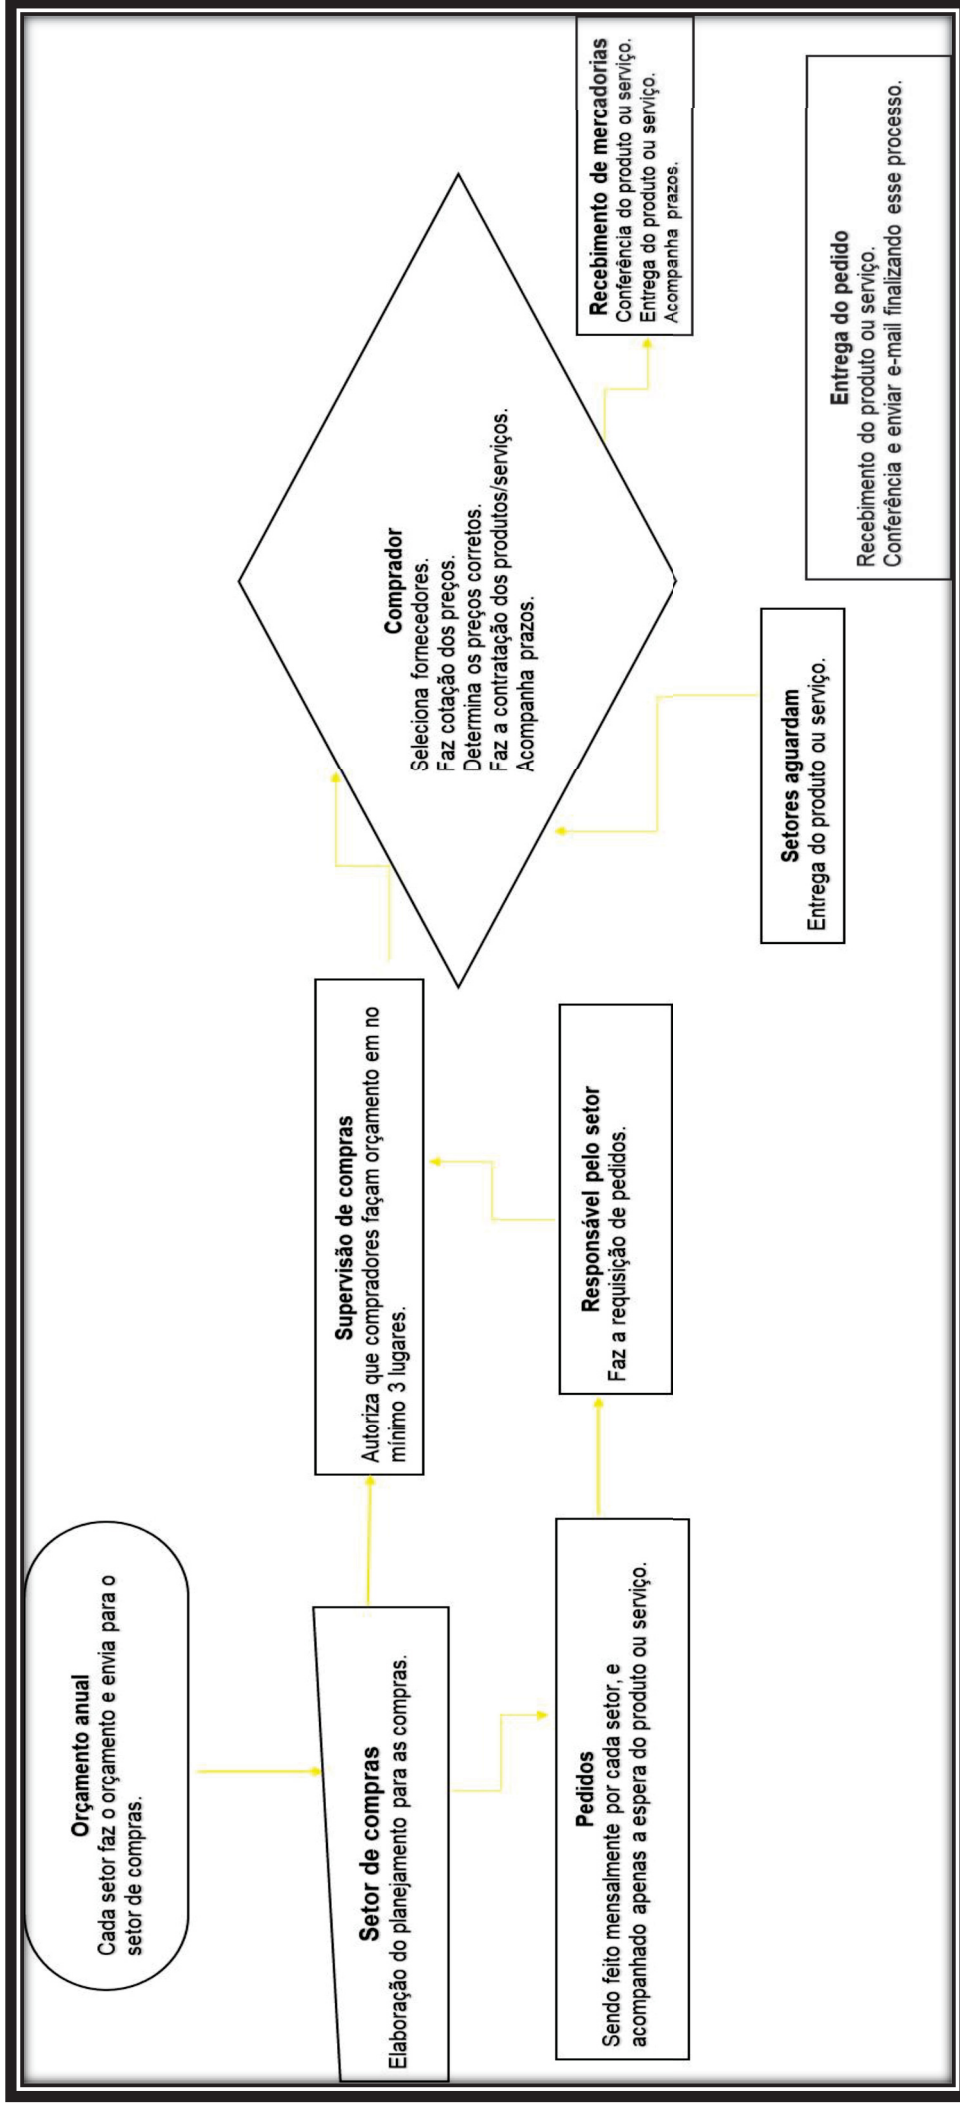 Orçamento anual
Cada setor faz o orçamento e envia para o
setor de compras.
Setor de compras
Elaboração do planejamento para as compras.
Pedidos
Sendo feito mensalmente por cada setor, e
acompanhado apenas a espera do produto ou serviço.
Supervisão de compras
Autoriza que compradores façam orçamento em no
mínimo 3 lugares.
Responsável pelo setor
Faz a requisição de pedidos.
Comprador
Seleciona fornecedores.
Faz cotação dos preços.
Determina os preços corretos.
Faz a contratação dos produtos/serviços.
Acompanha prazos.
Setores aguardam
Entrega do produto ou serviço.
Recebimento de mercadorias
Conferência do produto ou serviço.
Entrega do produto ou serviço.
Acompanha prazos.
Entrega do pedido
Recebimento do produto ou serviço.
Conferência e enviar e-mail finalizando esse processo.